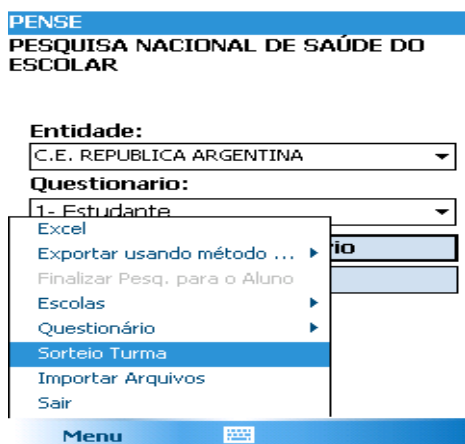 PENSE
PESQUISA NACIONAL DE SAÚDE DO
ESCOLAR
Entidade:
C.E. REPUBLICA ARGENTINA
Questionario:
1- Estudante
Excel
Exportar usando método ...
Finalizar Pesq. para o Aluno
Escolas
Questionário
Sorteio Turma
Importar Arquivos
Sair
Menu